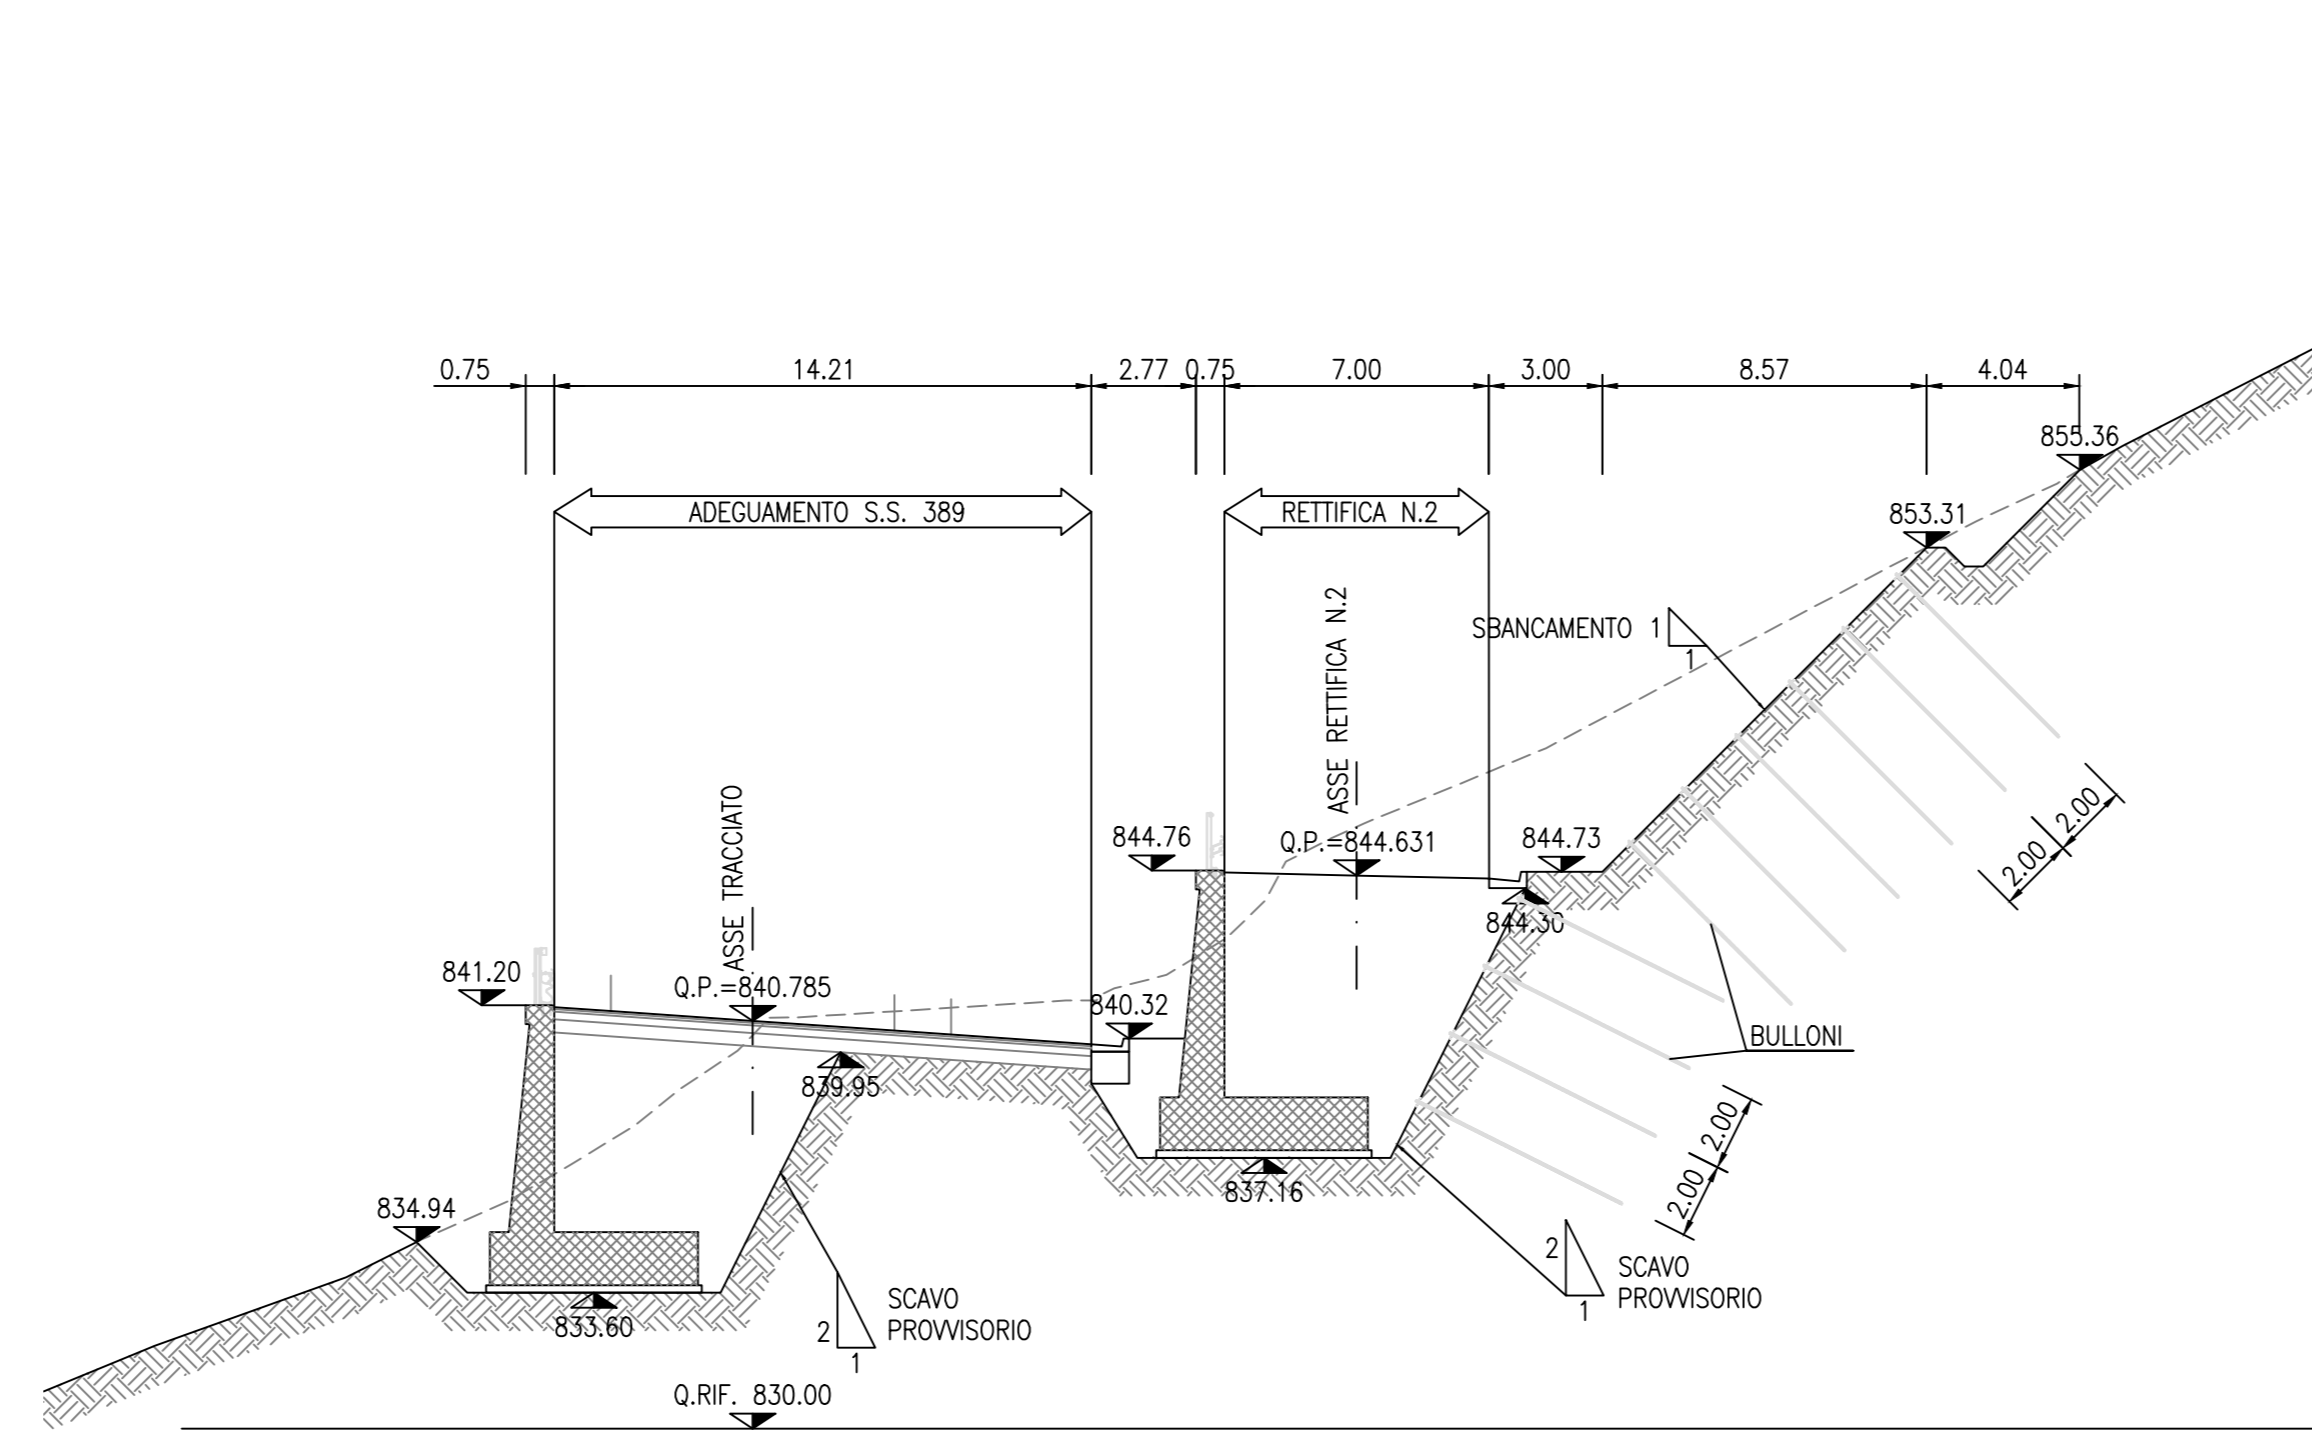 0.75 14.21 2.77 0.75 7.00 3.00 8.57 4.04
855.36
ADEGUAMENTO S.S. 389
RETTIFICA N.2
853.31
SBANCAMENTO 1
1
ASSE RETTIFICA N.2
ASSE TRACCIATO
844.76
Q.P.=844.631
844.73
844.30
2.00
2.00
841.20
Q.P.=840.785
840.32
BULLONI
839.95
2.00
2.00
834.94
837.16
2
1
SCAVO
PROVVISORIO
833.60
2
1
SCAVO
PROVVISORIO
Q.RIF. 830.00